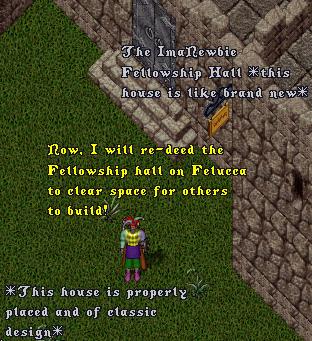 The ImaNewbie
Fellowship Hall *this
house is like brand new*
Now, I will re-deed the
Fellowship hall on Felucca
to clear space for others
to build!
*This house is properly
placed and of classic
design*